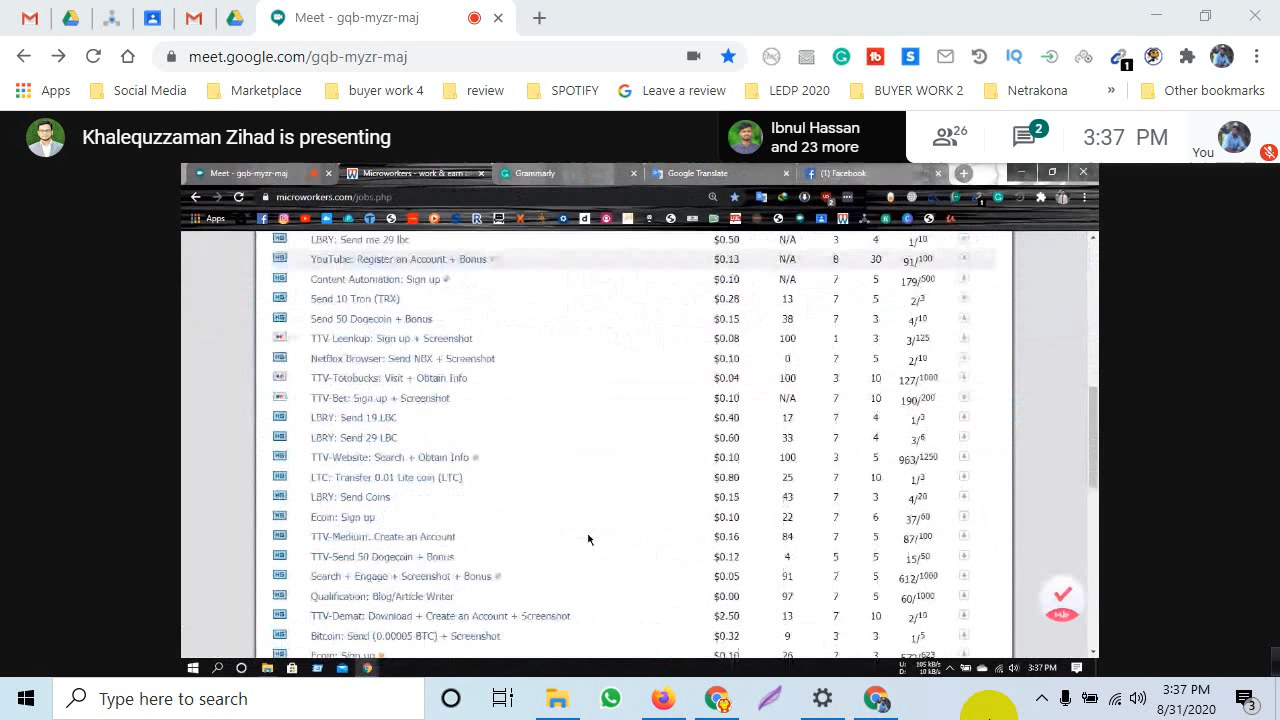 Meet - gqb-myzr-maj
meet.google.com/gqb-myzr-maj
1
Apps Social Media Marketplace buyer work 4 review SPOTIFY Leave a review LEDP 2020 BUYER WORK 2 Netrakona » Other bookmarks
Khalequzzaman Zihad is presenting
Ibnul Hassan
and 23 more
26
2
3:37 PM
You
Meet - gqb-myzr-maj Microworkers - work & earn Grammarly Google Translate (1) Facebook
microworkers.com/jobs.php
Apps
LBRY: Send me 29 lbc $0.50 N/A 3 4 1/10
YouTube: Register an Account + Bonus $0.13 N/A 8 30 91/100
Content Automation: Sign up $0.10 N/A 7 5 179/500
Send 10 Tron (TRX) $0.28 13 7 5 2/3
Send 50 Dogecoin + Bonus $0.15 38 7 3 4/10
TTV-Leenkup: Sign up + Screenshot $0.08 100 1 3 3/125
Netbox Browser: Send NBX + Screenshot $0.10 0 7 5 2/10
TTV-Totobucks: Visit + Obtain Info $0.04 100 3 10 127/1000
TTV-Bet: Sign up + Screenshot $0.10 N/A 7 10 190/200
LBRY: Send 19 LBC $0.40 17 7 4 1/3
LBRY: Send 29 LBC $0.60 33 7 4 3/6
TTV-Website: Search + Obtain Info $0.10 100 3 5 963/1250
LTC: Transfer 0.01 Lite coin (LTC) $0.80 25 7 10 1/3
LBRY: Send Coins $0.15 43 7 3 4/20
Ecoin: Sign up $0.10 22 7 6 37/60
TTV-Medium: Create an Account $0.16 84 7 5 87/100
TTV-Send 50 Dogecoin + Bonus $0.12 4 5 5 15/50
Search + Engage + Screenshot + Bonus $0.05 91 7 5 612/1000
Qualification: Blog/Article Writer $0.00 97 7 5 60/1000
TTV-Demat: Download + Create an Account + Screenshot $2.50 13 7 10 2/10
Bitcoin: Send (0.00005 BTC) + Screenshot $0.32 9 3 3 1/5
Ecoin: Sign up $0.10 26 7 3
3:37 PM
Type here to search
3:37 PM
8/31/2020
3